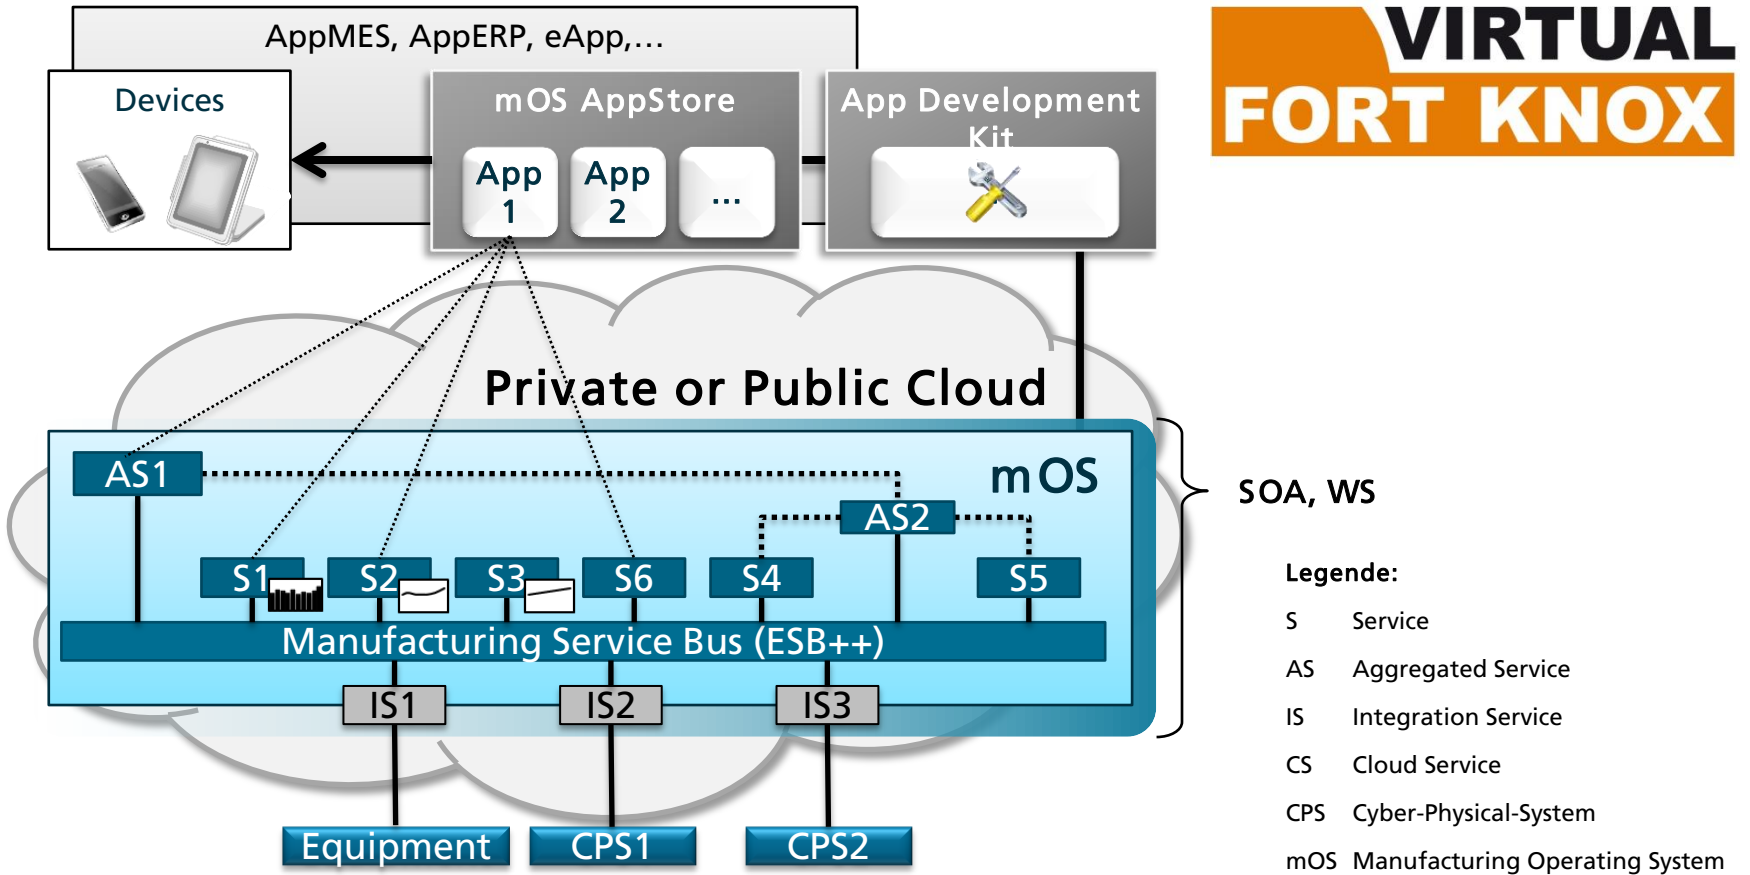 AppMES, AppERP, eApp,...
VIRTUAL
FORT KNOX
Devices
mOS AppStore
App Development
Kit
App
1
App
2
...
Private or Public Cloud
mOS
AS1
AS2
SOA, WS
S1
S2
S3
S6
S4
S5
Manufacturing Service Bus (ESB++)
IS1
IS2
IS3
Equipment
CPS1
CPS2
Legende:
S Service
AS Aggregated Service
IS Integration Service
CS Cloud Service
CPS Cyber-Physical-System
mOS Manufacturing Operating System